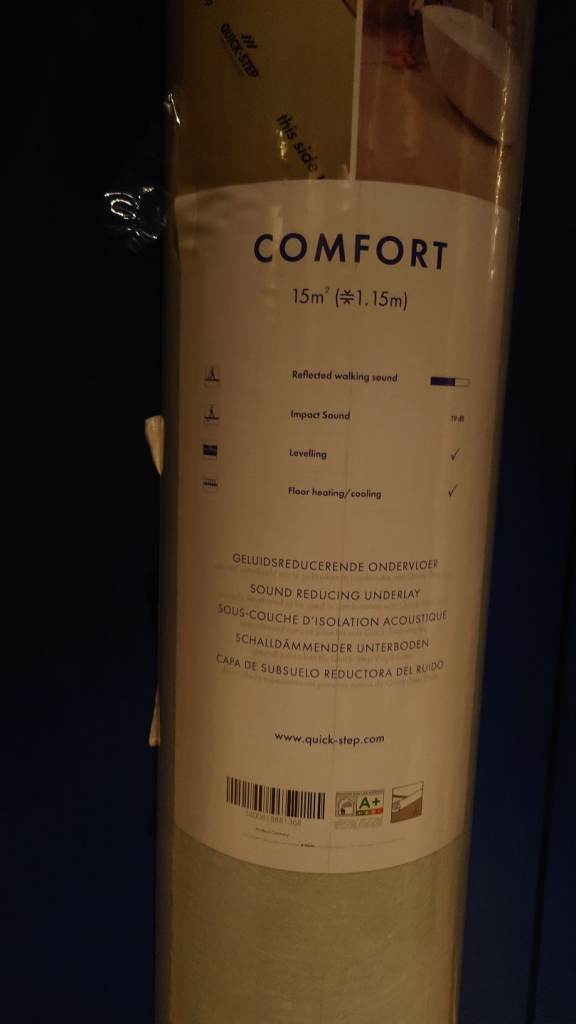 QUICK•STEP
this side
COMFORT
15m² (1.15m)
Reflected walking sound
Impact Sound 19 dB
Levelling ✓
Floor heating/cooling ✓
GELUIDSREDUCERENDE ONDERVLOER
SOUND REDUCING UNDERLAY
SOUS-COUCHE D'ISOLATION ACOUSTIQUE
SCHALLDÄMMENDER UNTERBODEN
CAPA DE SUBSUELO REDUCTORA DEL RUIDO
www.quick-step.com
A+